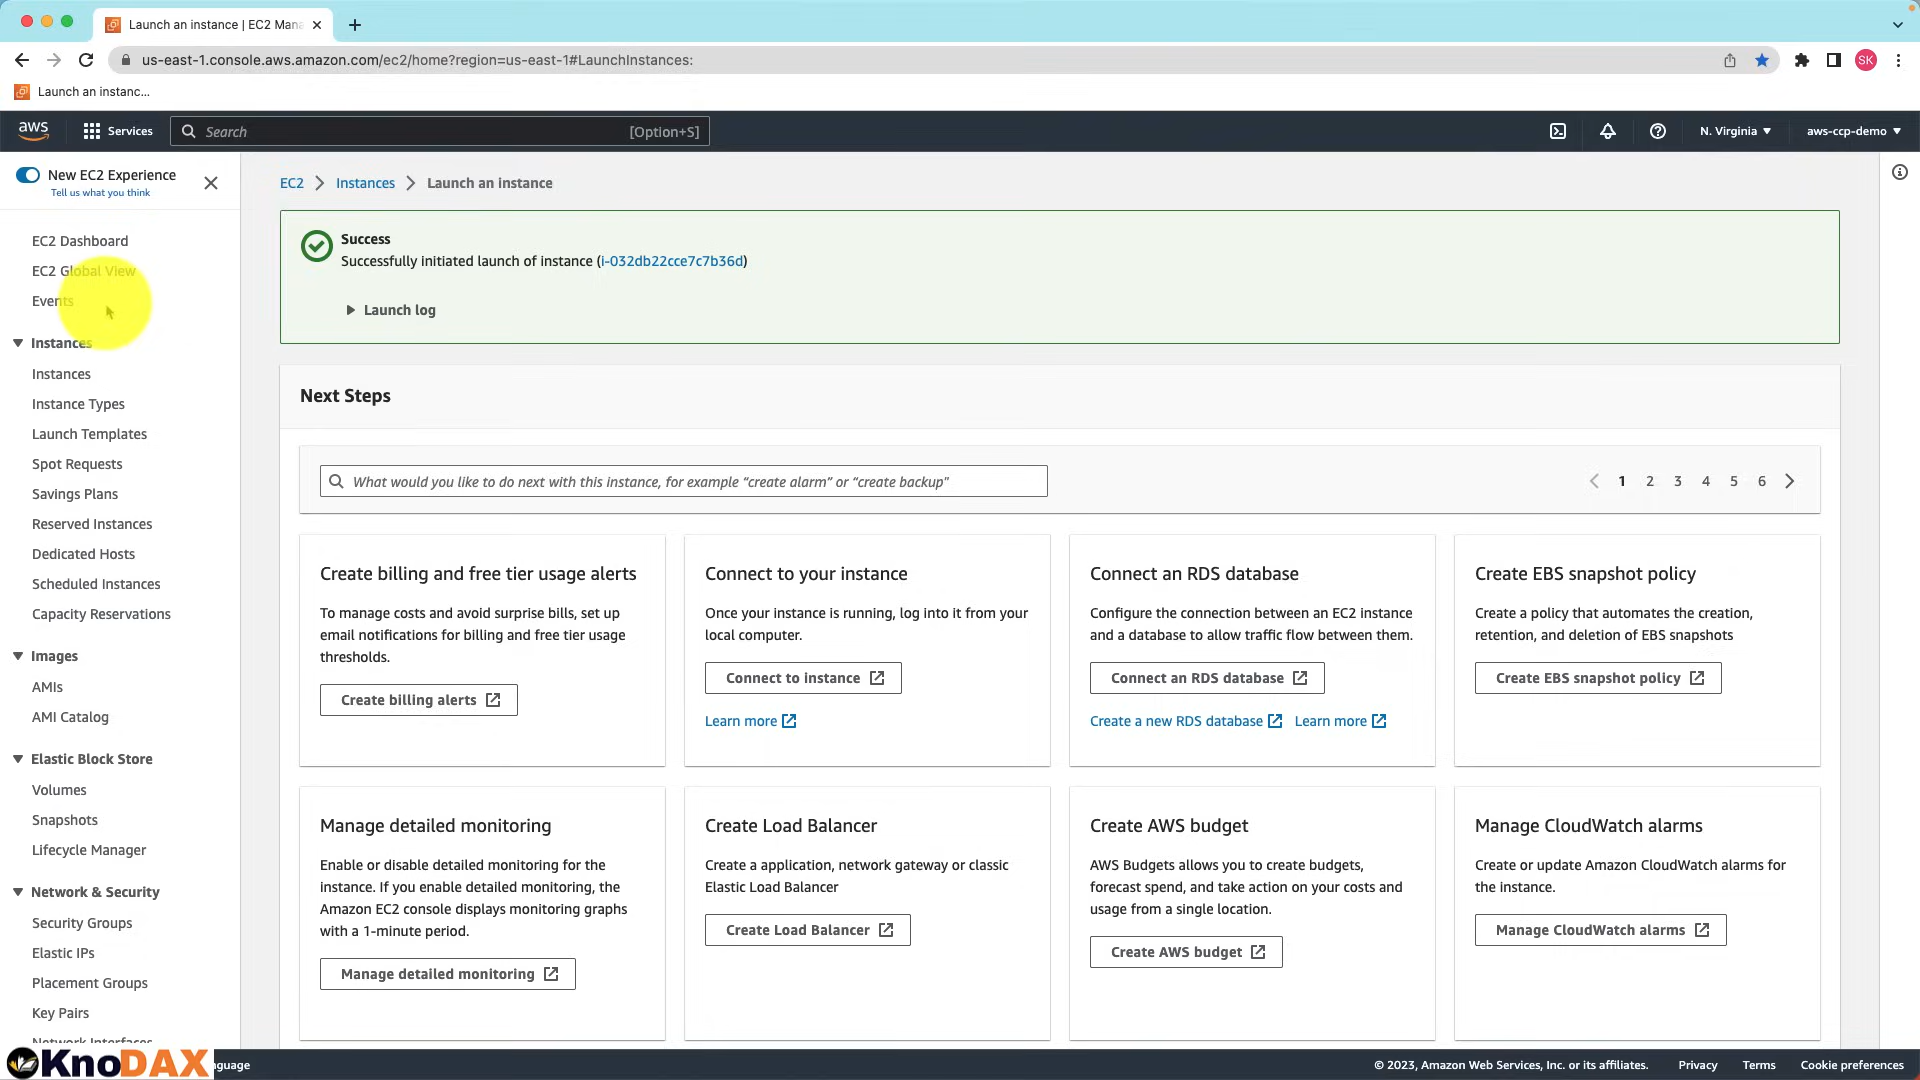 Launch an instance | EC2 Mana
us-east-1.console.aws.amazon.com/ec2/home?region=us-east-1#LaunchInstances:
SK
Launch an instanc...
aws
Services
Search
[Option+S]
N. Virginia
aws-ccp-demo
New EC2 Experience
Tell us what you think
EC2 Dashboard
EC2 Global View
Events
Instances
Instances
Instance Types
Launch Templates
Spot Requests
Savings Plans
Reserved Instances
Dedicated Hosts
Scheduled Instances
Capacity Reservations
Images
AMIs
AMI Catalog
Elastic Block Store
Volumes
Snapshots
Lifecycle Manager
Network & Security
Security Groups
Elastic IPs
Placement Groups
Key Pairs
Network Interfaces
EC2 > Instances > Launch an instance
Success
Successfully initiated launch of instance (i-032db22cce7c7b36d)
Launch log
Next Steps
What would you like to do next with this instance, for example “create alarm” or “create backup”
1 2 3 4 5 6
Create billing and free tier usage alerts
To manage costs and avoid surprise bills, set up
email notifications for billing and free tier usage
thresholds.
Create billing alerts
Connect to your instance
Once your instance is running, log into it from your
local computer.
Connect to instance
Learn more
Connect an RDS database
Configure the connection between an EC2 instance
and a database to allow traffic flow between them.
Connect an RDS database
Create a new RDS database Learn more
Create EBS snapshot policy
Create a policy that automates the creation,
retention, and deletion of EBS snapshots
Create EBS snapshot policy
Manage detailed monitoring
Enable or disable detailed monitoring for the
instance. If you enable detailed monitoring, the
Amazon EC2 console displays monitoring graphs
with a 1-minute period.
Manage detailed monitoring
Create Load Balancer
Create a application, network gateway or classic
Elastic Load Balancer
Create Load Balancer
Create AWS budget
AWS Budgets allows you to create budgets,
forecast spend, and take action on your costs and
usage from a single location.
Create AWS budget
Manage CloudWatch alarms
Create or update Amazon CloudWatch alarms for
the instance.
Manage CloudWatch alarms
KnoDAX
nguage
© 2023, Amazon Web Services, Inc. or its affiliates.
Privacy
Terms
Cookie preferences